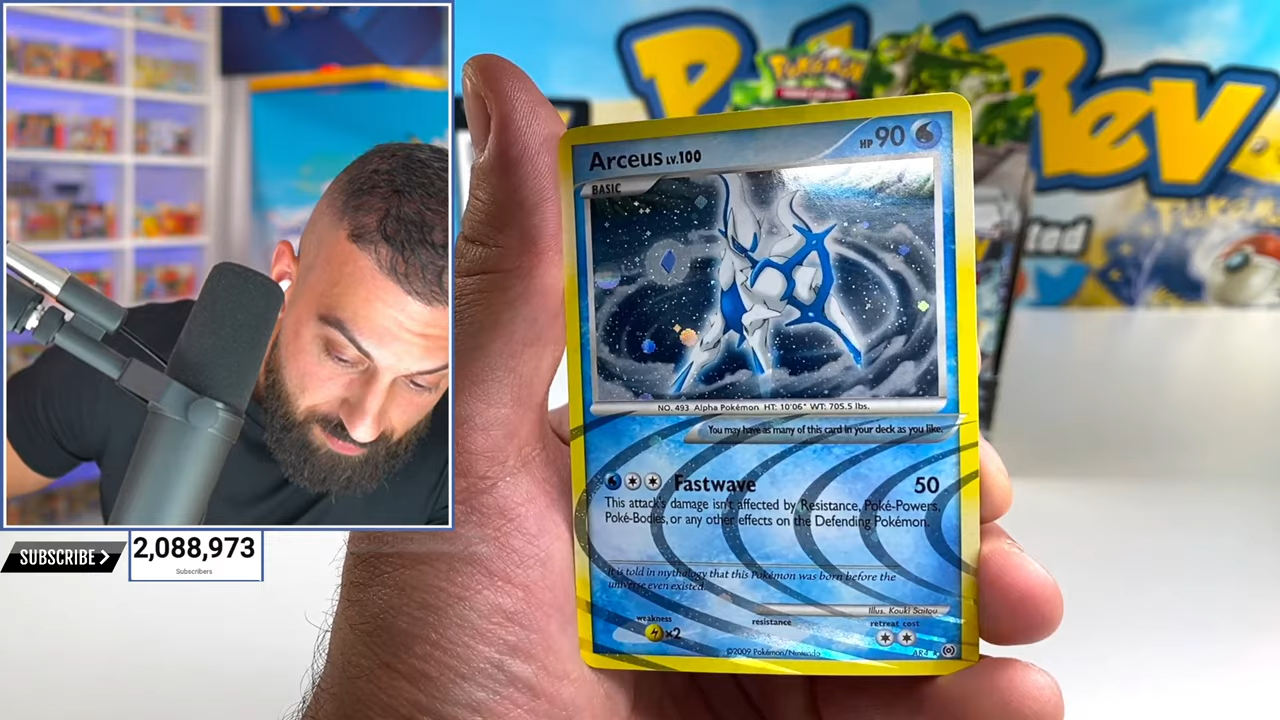 SUBSCRIBE >
2,088,973
Subscribers
Pokémon
Rev
Arceus LV.100
HP 90
BASIC
NO. 493 Alpha Pokémon HT: 10'06" WT: 705.5 lbs.
You may have as many of this card in your deck as you like.
Fastwave 50
This attack's damage isn't affected by Resistance, Poké-Powers,
Poké-Bodies, or any other effects on the Defending Pokémon.
It is told in mythology that this Pokémon was born before the
universe even existed.
Illus. Kouki Saitou
weakness
×2
resistance
retreat cost
©2009 Pokémon/Nintendo
AR4